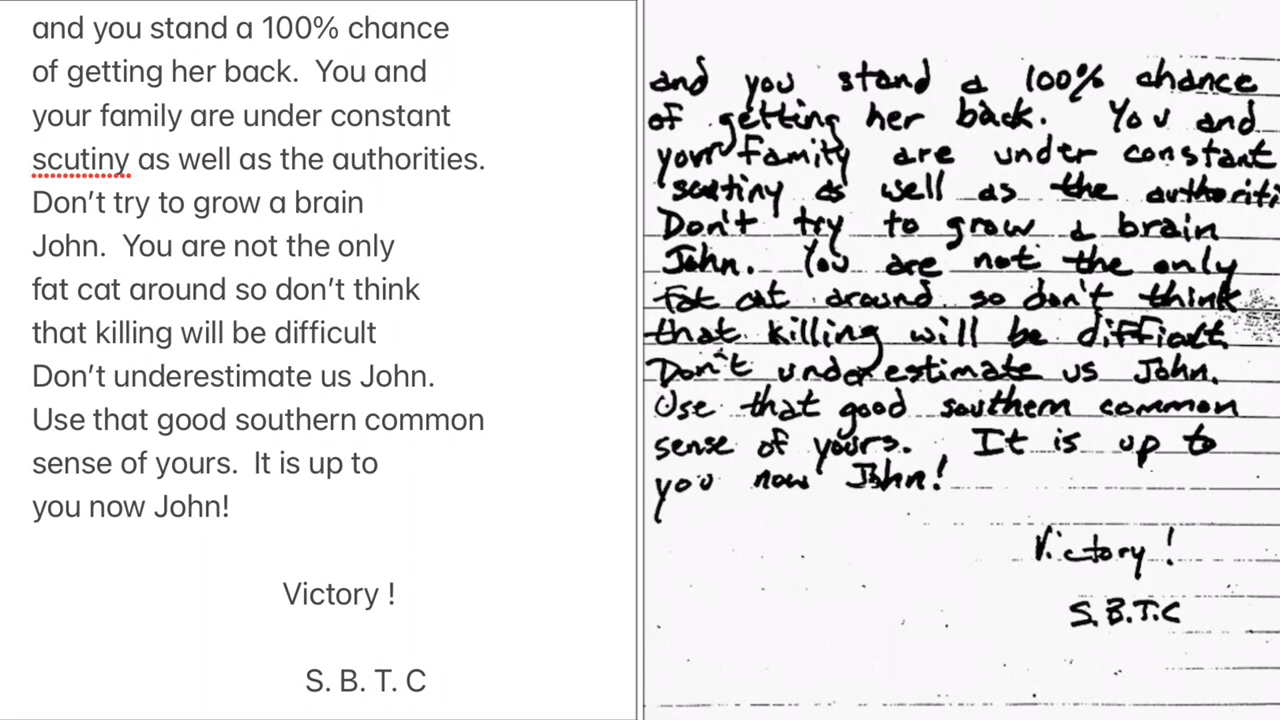 and you stand a 100% chance
of getting her back.  You and
your family are under constant
scutiny as well as the authorities.
Don’t try to grow a brain
John.  You are not the only
fat cat around so don’t think
that killing will be difficult
Don’t underestimate us John.
Use that good southern common
sense of yours.  It is up to
you now John!
Victory !
S. B. T. C
and you stand a 100% chance
of getting her back. You and
your family are under constant
scutiny as well as the authoriti
Don't try to grow a brain
John. You are not the only
fat cat around so don't think
that killing will be difficult.
Don't underestimate us John.
Use that good southern common
sense of yours. It is up to
you now John!
Victory!
S.B.T.C